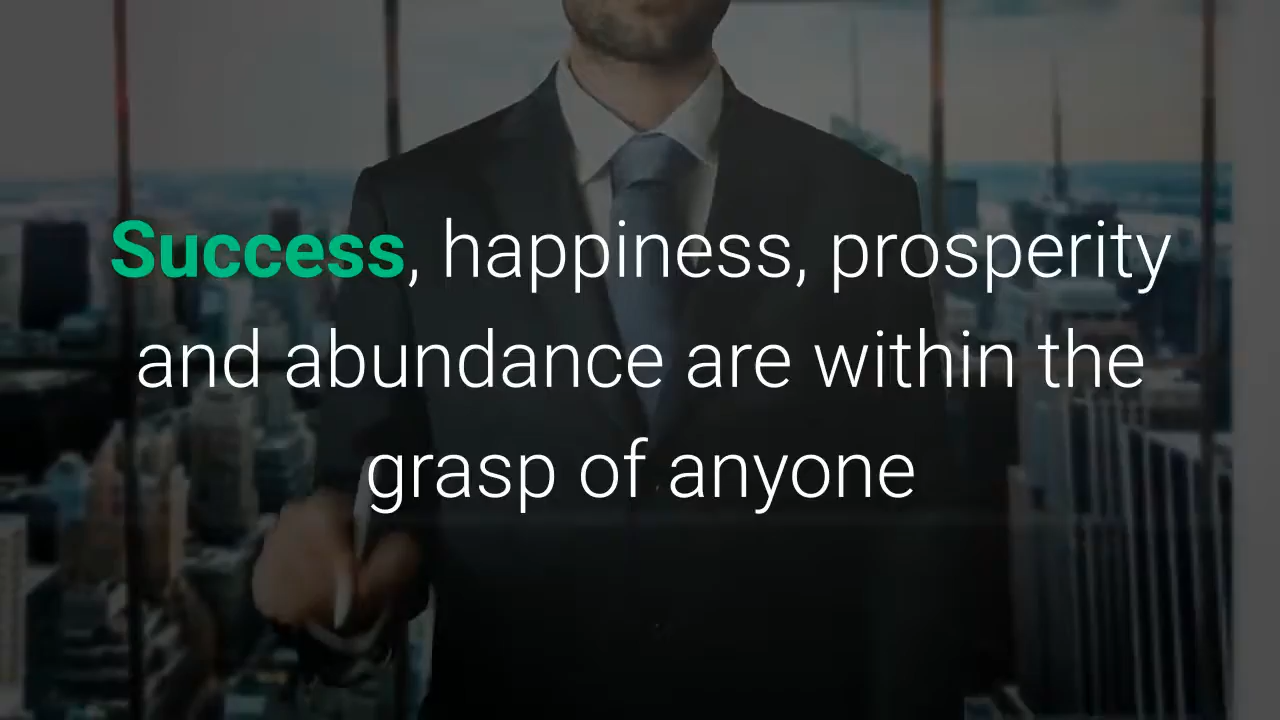 Success, happiness, prosperity
and abundance are within the
grasp of anyone